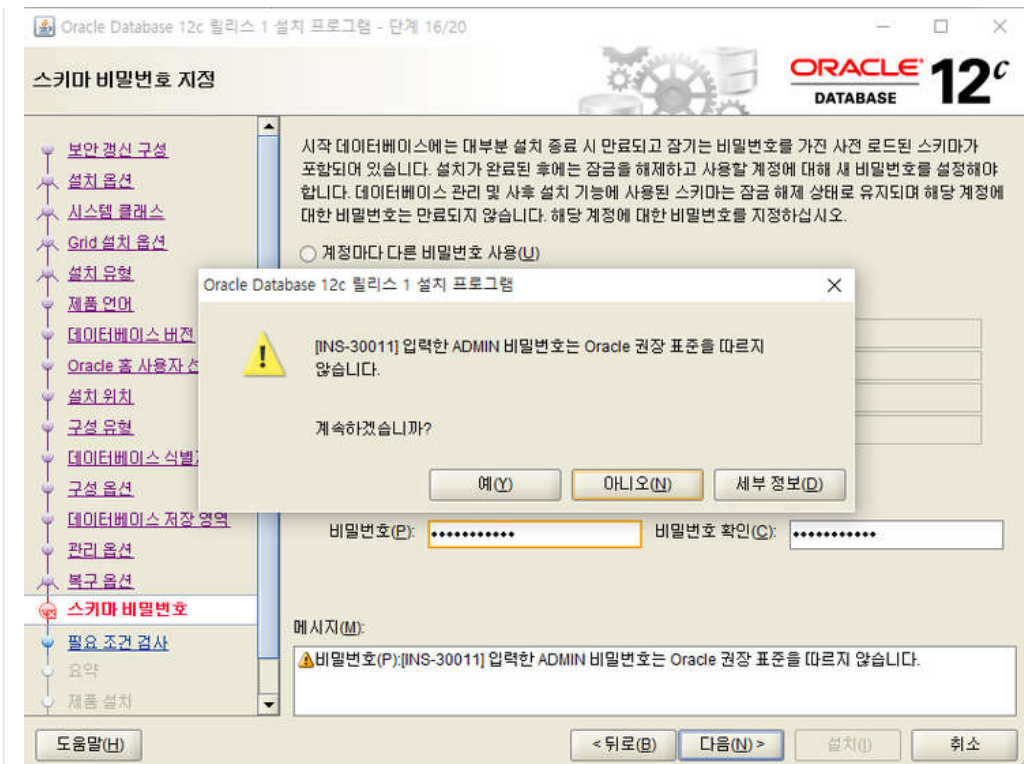 Oracle Database 12c 릴리스 1 설치 프로그램 - 단계 16/20
스키마 비밀번호 지정
ORACLE
DATABASE
12c
보안 갱신 구성
설치 옵션
시스템 클래스
Grid 설치 옵션
설치 유형
제품 언어
데이터베이스 버전
Oracle 홈 사용자
설치 위치
구성 유형
데이터베이스
구성 옵션
데이터베이스 저장 영역
관리 옵션
복구 옵션
스키마 비밀번호
필요 조건 검사
요약
제품 설치
시작 데이터베이스에는 대부분 설치 종료 시 만료되고 잠기는 비밀번호를 가진 사전 로드된 스키마가
포함되어 있습니다. 설치가 완료된 후에는 잠금을 해제하고 사용할 계정에 대해 새 비밀번호를 설정해야
합니다. 데이터베이스 관리 및 사후 설치 기능에 사용된 스키마는 잠금 해제 상태로 유지되며 해당 계정에
대한 비밀번호는 만료되지 않습니다. 해당 계정에 대한 비밀번호를 지정하십시오.
계정마다 다른 비밀번호 사용(U)
Oracle Database 12c 릴리스 1 설치 프로그램
[INS-30011] 입력한 ADMIN 비밀번호는 Oracle 권장 표준을 따르지
않습니다.
계속하겠습니까?
예(Y) 아니오(N) 세부 정보(D)
비밀번호(P): 비밀번호 확인(C):
메시지(M):
비밀번호(P):[INS-30011] 입력한 ADMIN 비밀번호는 Oracle 권장 표준을 따르지 않습니다.
도움말(H) < 뒤로(B) 다음(N) > 설치(I) 취소